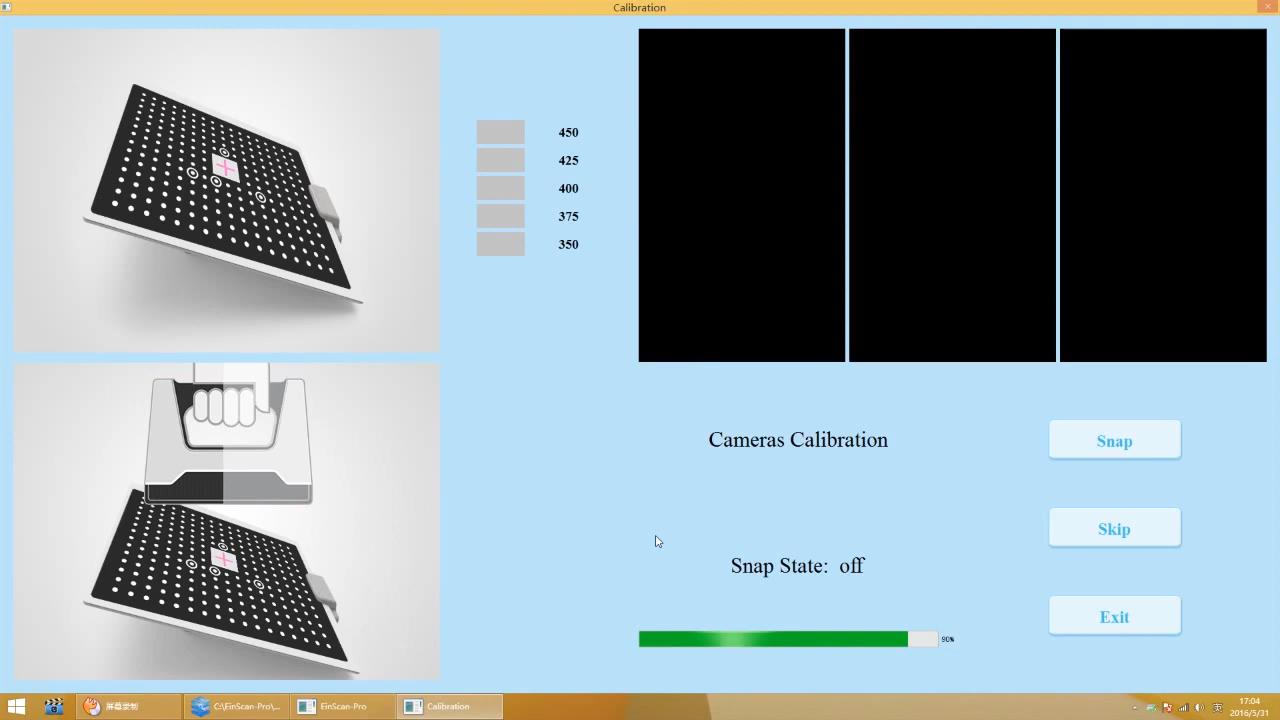 Calibration
450
425
400
375
350
Cameras Calibration
Snap
Skip
Snap State: off
Exit
90%
屏幕录制
C:\EinScan-Pro\...
EinScan-Pro
Calibration
英
17:04
2016/5/31